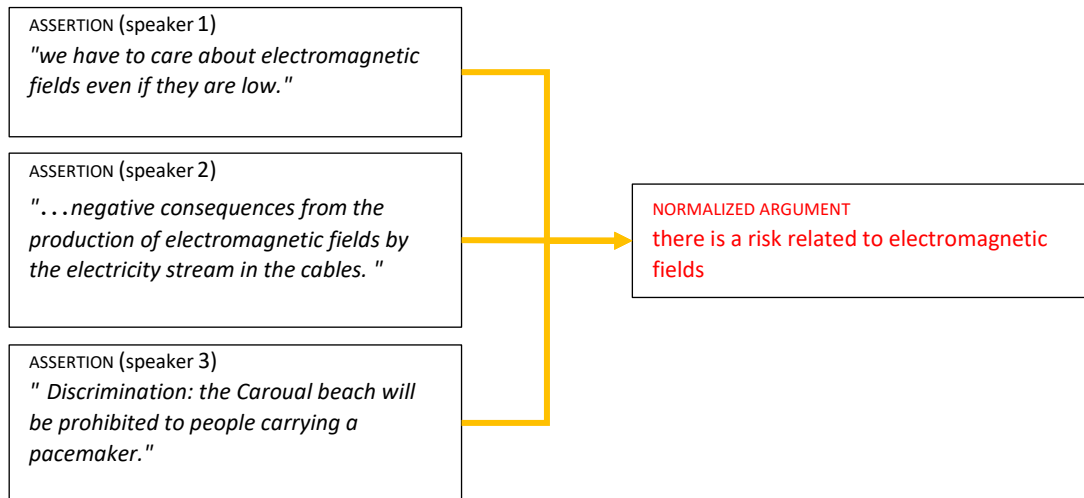 ASSERTION (speaker 1)
"we have to care about electromagnetic
fields even if they are low."
ASSERTION (speaker 2)
"...negative consequences from the
production of electromagnetic fields by
the electricity stream in the cables. "
ASSERTION (speaker 3)
" Discrimination: the Caroual beach will
be prohibited to people carrying a
pacemaker."
NORMALIZED ARGUMENT
there is a risk related to electromagnetic
fields